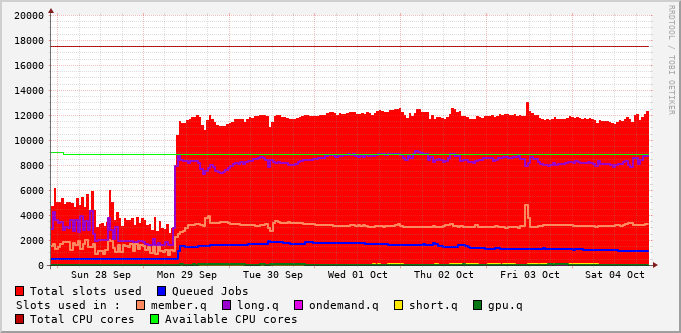 RRDTOOL / TOBI OETIKER
20000
18000
16000
14000
12000
10000
8000
6000
4000
2000
0
Sun 28 Sep Mon 29 Sep Tue 30 Sep Wed 01 Oct Thu 02 Oct Fri 03 Oct Sat 04 Oct
Total slots used Queued Jobs
Slots used in : member.q long.q ondemand.q short.q gpu.q
Total CPU cores Available CPU cores